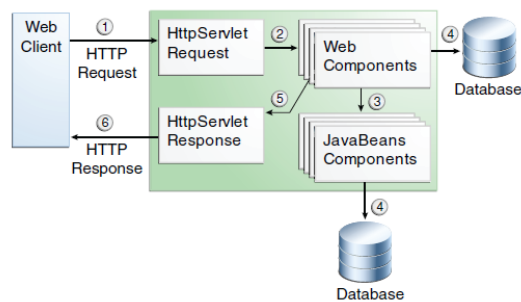 Web
Client
1
HTTP
Request
HttpServlet
Request
2
Web
Components
4
Database
3
5
HttpServlet
Response
6
HTTP
Response
JavaBeans
Components
4
Database